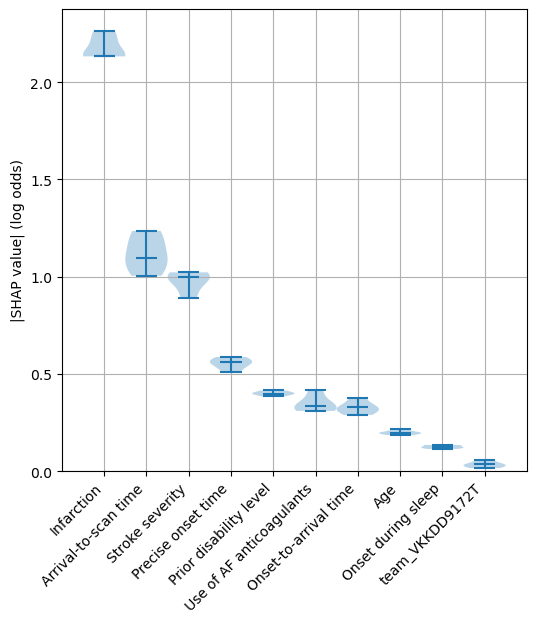 |SHAP value| (log odds)
2.0
1.5
1.0
0.5
0.0
Infarction
Arrival-to-scan time
Stroke severity
Precise onset time
Prior disability level
Use of AF anticoagulants
Onset-to-arrival time
Age
Onset during sleep
team_VKKDD9172T